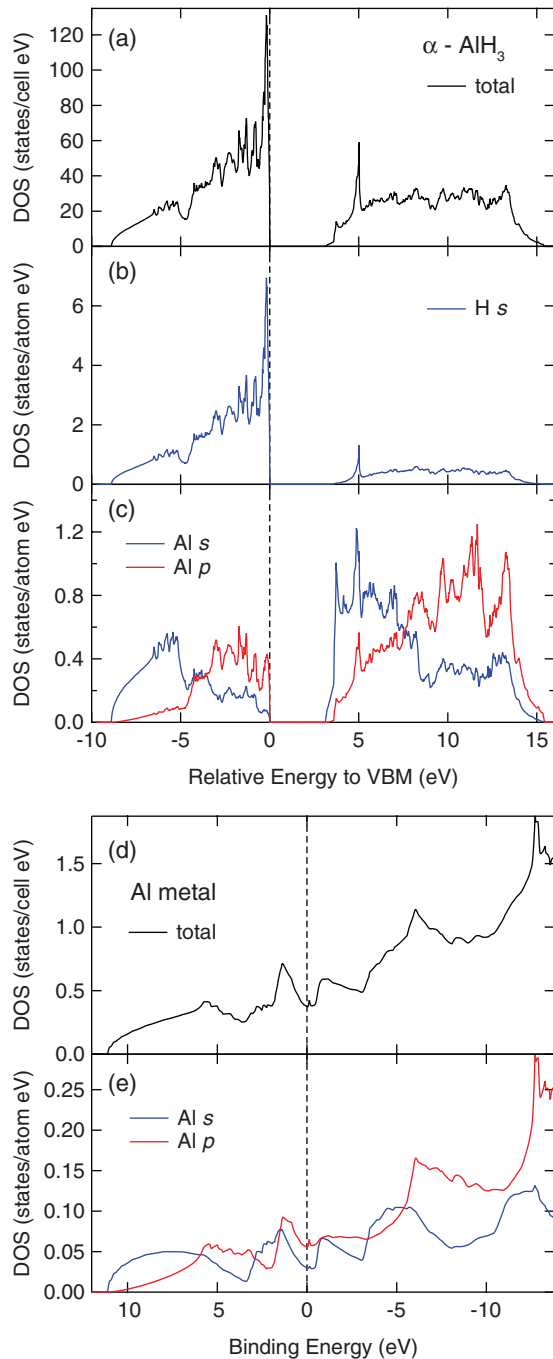 (a)
α - AlH3
total
DOS (states/cell eV)
120
100
80
60
40
20
0
(b)
H s
DOS (states/atom eV)
6
4
2
0
(c)
Al s
Al p
DOS (states/atom eV)
1.2
0.8
0.4
0.0
-10 -5 0 5 10 15
Relative Energy to VBM (eV)
(d)
Al metal
total
DOS (states/cell eV)
1.5
1.0
0.5
0.0
(e)
Al s
Al p
DOS (states/atom eV)
0.25
0.20
0.15
0.10
0.05
0.00
10 5 0 -5 -10
Binding Energy (eV)